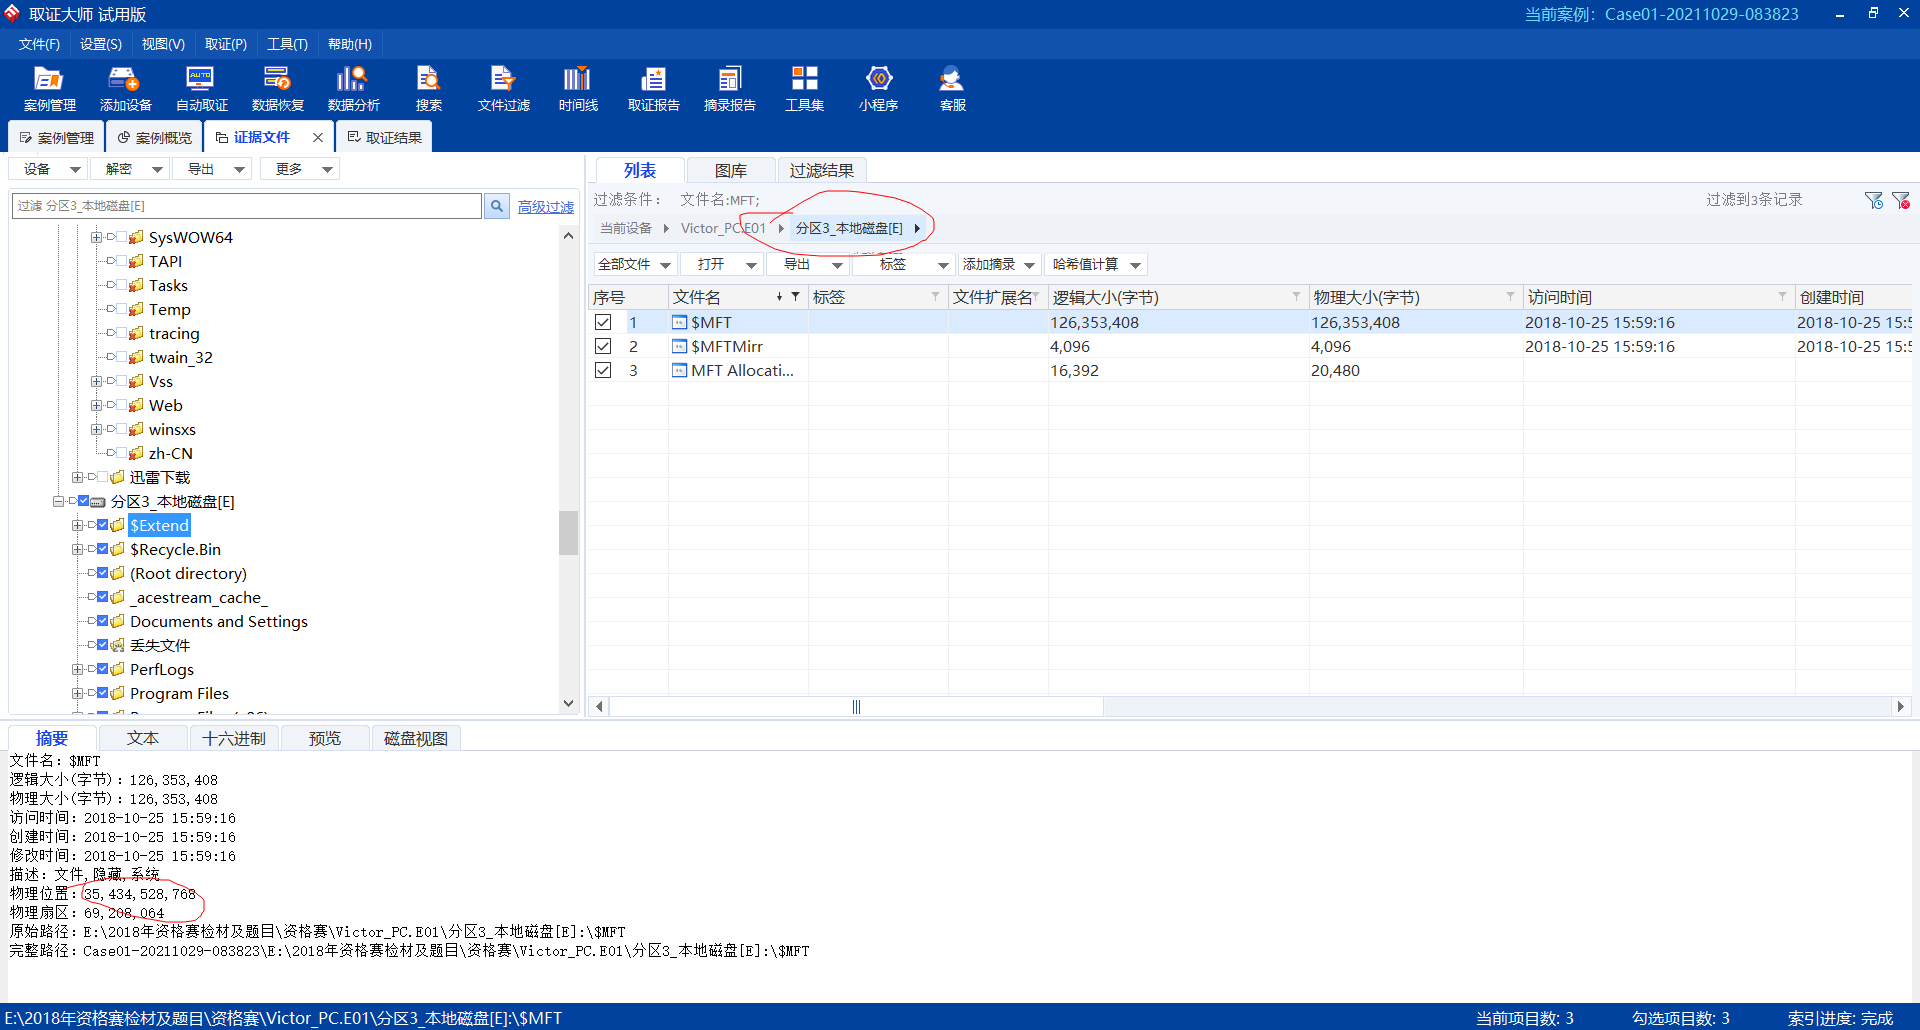 取证大师 试用版
当前案例：Case01-20211029-083823
文件(F) 设置(S) 视图(V) 取证(P) 工具(T) 帮助(H)
案例管理 添加设备 自动取证 数据恢复 数据分析 搜索 文件过滤 时间线 取证报告 摘录报告 工具集 小程序 客服
案例管理 案例概览 证据文件 取证结果
设备 解密 导出 更多
过滤 分区3_本地磁盘[E] 高级过滤
SysWOW64
TAPI
Tasks
Temp
tracing
twain_32
Vss
Web
winsxs
zh-CN
迅雷下载
分区3_本地磁盘[E]
$Extend
$Recycle.Bin
(Root directory)
_acestream_cache_
Documents and Settings
丢失文件
PerfLogs
Program Files
列表 图库 过滤结果
过滤条件： 文件名:MFT; 过滤到3条记录
当前设备 Victor_PC.E01 分区3_本地磁盘[E]
全部文件 打开 导出 标签 添加摘录 哈希值计算
序号 文件名 标签 文件扩展名 逻辑大小(字节) 物理大小(字节) 访问时间 创建时间
1 $MFT 126,353,408 126,353,408 2018-10-25 15:59:16 2018-10-25 15:5
2 $MFTMirr 4,096 4,096 2018-10-25 15:59:16 2018-10-25 15:5
3 MFT Allocati... 16,392 20,480
摘要 文本 十六进制 预览 磁盘视图
文件名：$MFT
逻辑大小(字节)：126,353,408
物理大小(字节)：126,353,408
访问时间：2018-10-25 15:59:16
创建时间：2018-10-25 15:59:16
修改时间：2018-10-25 15:59:16
描述：文件,隐藏,系统
物理位置：35,434,528,768
物理扇区：69,208,064
原始路径：E:\2018年资格赛检材及题目\资格赛\Victor_PC.E01\分区3_本地磁盘[E]:\$MFT
完整路径：Case01-20211029-083823\E:\2018年资格赛检材及题目\资格赛\Victor_PC.E01\分区3_本地磁盘[E]:\$MFT
E:\2018年资格赛检材及题目\资格赛\Victor_PC.E01\分区3_本地磁盘[E]:\$MFT 当前项目数: 3 勾选项目数: 3 索引进度: 完成